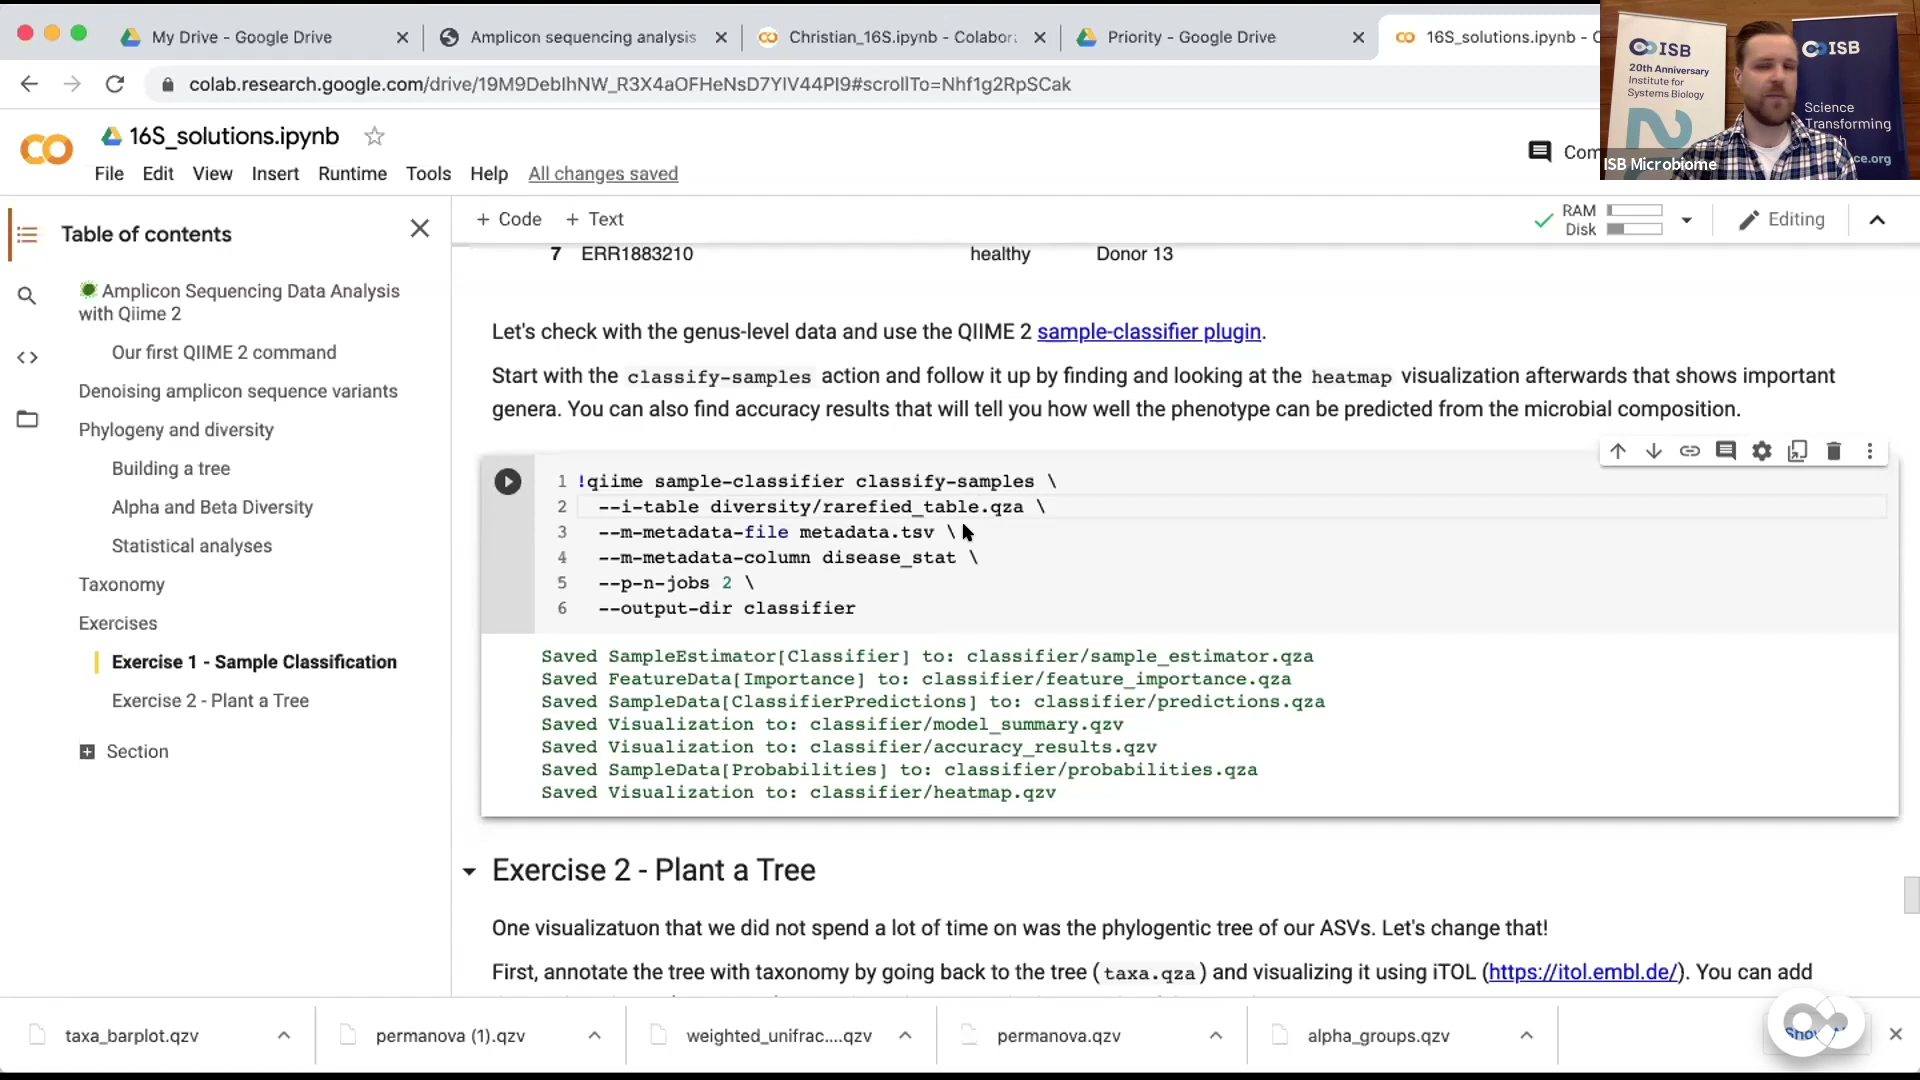 My Drive - Google Drive
Amplicon sequencing analysis
Christian_16S.ipynb - Colabor
Priority - Google Drive
16S_solutions.ipynb - C
colab.research.google.com/drive/19M9DebIhNW_R3X4aOFHeNsD7YlV44PI9#scrollTo=Nhf1g2RpSCak
ISB
20th Anniversary
Institute for
Systems Biology
ISB
Science
Transforming
ce.org
ISB Microbiome
16S_solutions.ipynb
File Edit View Insert Runtime Tools Help All changes saved
Com
+ Code + Text
RAM
Disk
Editing
Table of contents
Amplicon Sequencing Data Analysis
with Qiime 2
Our first QIIME 2 command
Denoising amplicon sequence variants
Phylogeny and diversity
Building a tree
Alpha and Beta Diversity
Statistical analyses
Taxonomy
Exercises
Exercise 1 - Sample Classification
Exercise 2 - Plant a Tree
Section
7 ERR1883210 healthy Donor 13
Let's check with the genus-level data and use the QIIME 2 sample-classifier plugin.
Start with the classify-samples action and follow it up by finding and looking at the heatmap visualization afterwards that shows important
genera. You can also find accuracy results that will tell you how well the phenotype can be predicted from the microbial composition.
1 !qiime sample-classifier classify-samples \
2 --i-table diversity/rarefied_table.qza \
3 --m-metadata-file metadata.tsv \
4 --m-metadata-column disease_stat \
5 --p-n-jobs 2 \
6 --output-dir classifier
Saved SampleEstimator[Classifier] to: classifier/sample_estimator.qza
Saved FeatureData[Importance] to: classifier/feature_importance.qza
Saved SampleData[ClassifierPredictions] to: classifier/predictions.qza
Saved Visualization to: classifier/model_summary.qzv
Saved Visualization to: classifier/accuracy_results.qzv
Saved SampleData[Probabilities] to: classifier/probabilities.qza
Saved Visualization to: classifier/heatmap.qzv
Exercise 2 - Plant a Tree
One visualizatuon that we did not spend a lot of time on was the phylogentic tree of our ASVs. Let's change that!
First, annotate the tree with taxonomy by going back to the tree (taxa.qza) and visualizing it using iTOL (https://itol.embl.de/). You can add
taxa_barplot.qzv
permanova (1).qzv
weighted_unifrac....qzv
permanova.qzv
alpha_groups.qzv